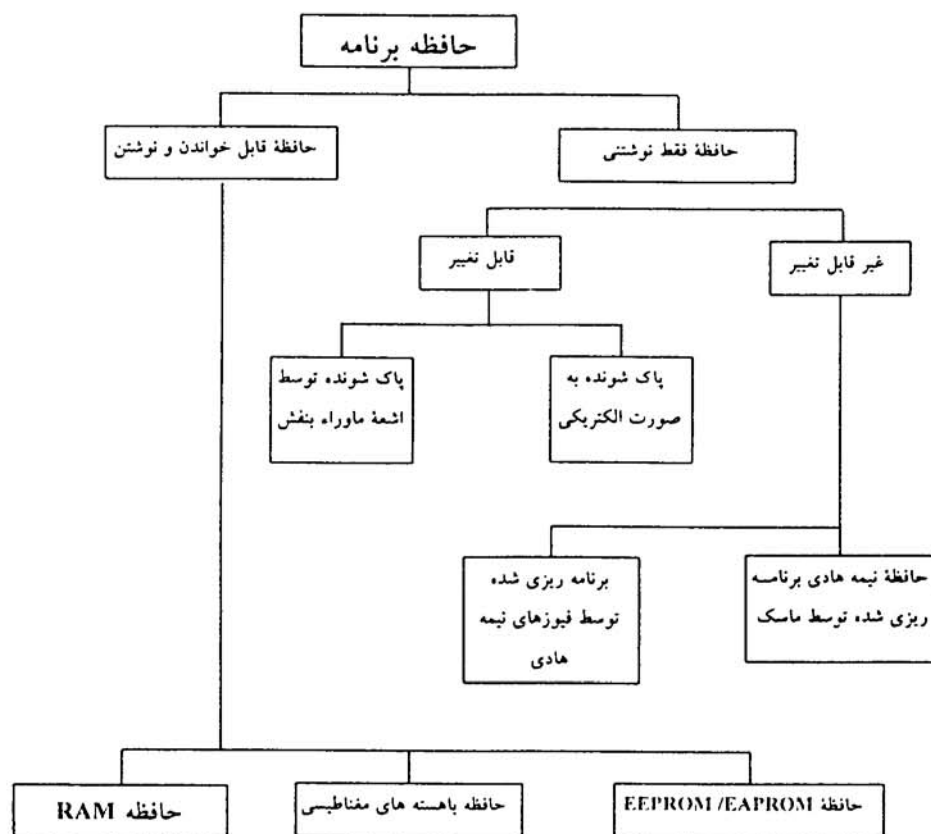 حافظه برنامه
حافظهٔ فقط نوشتنی
حافظهٔ قابل خواندن و نوشتن
غیر قابل تغییر
قابل تغییر
پاک شونده به
صورت الکتریکی
پاک شونده توسط
اشعهٔ ماوراء بنفش
حافظهٔ نیمه هادی برنامه
ریزی شده توسط ماسک
برنامه ریزی شده
توسط فیوزهای نیمه
هادی
حافظهٔ EEPROM /EAPROM
حافظه باهسته های مغناطیسی
حافظه RAM